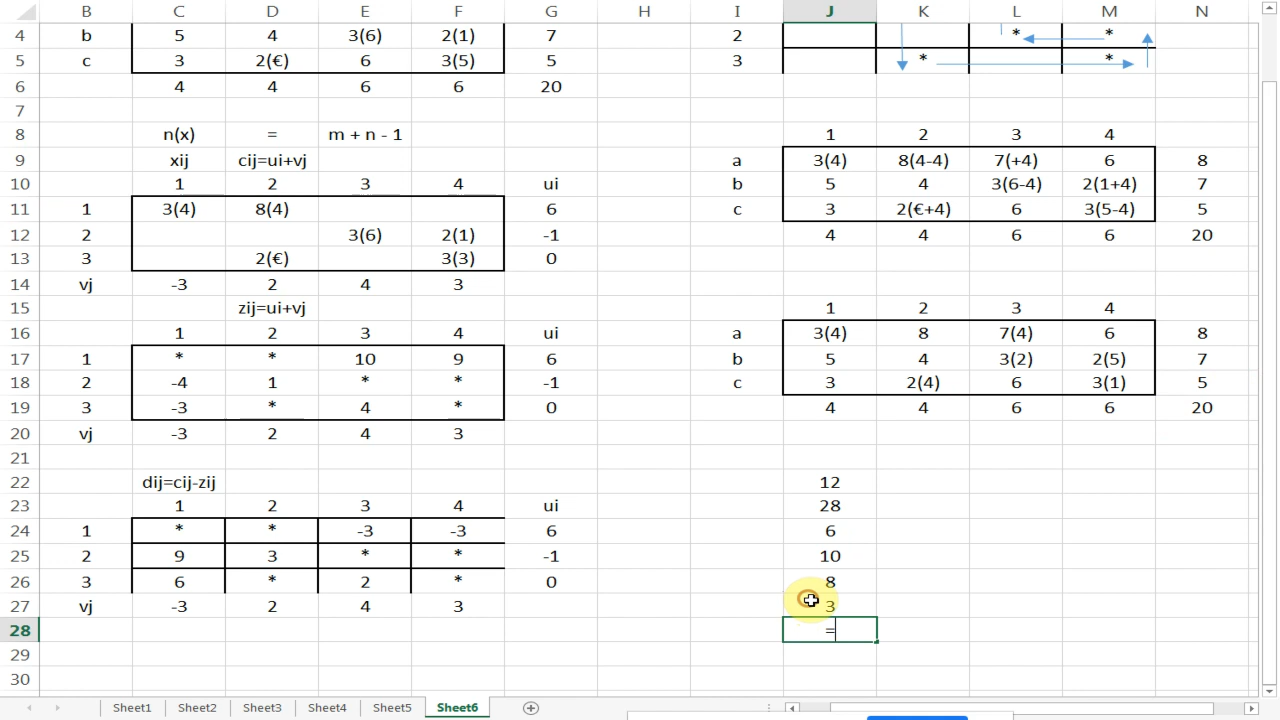 B C D E F G H I J K L M N
4 b 5 4 3(6) 2(1) 7 2 * *
5 c 3 2(€) 6 3(5) 5 3 * *
6 4 4 6 6 20
7
8 n(x) = m + n - 1 1 2 3 4
9 xij cij=ui+vj a 3(4) 8(4-4) 7(+4) 6 8
10 1 2 3 4 ui b 5 4 3(6-4) 2(1+4) 7
11 1 3(4) 8(4) 6 c 3 2(€+4) 6 3(5-4) 5
12 2 3(6) 2(1) -1 4 4 6 6 20
13 3 2(€) 3(3) 0
14 vj -3 2 4 3
15 zij=ui+vj 1 2 3 4
16 1 2 3 4 ui a 3(4) 8 7(4) 6 8
17 1 * * 10 9 6 b 5 4 3(2) 2(5) 7
18 2 -4 1 * * -1 c 3 2(4) 6 3(1) 5
19 3 -3 * 4 * 0 4 4 6 6 20
20 vj -3 2 4 3
21
22 dij=cij-zij 12
23 1 2 3 4 ui 28
24 1 * * -3 -3 6 6
25 2 9 3 * * -1 10
26 3 6 * 2 * 0 8
27 vj -3 2 4 3 3
28 =
29
30
Sheet1 Sheet2 Sheet3 Sheet4 Sheet5 Sheet6